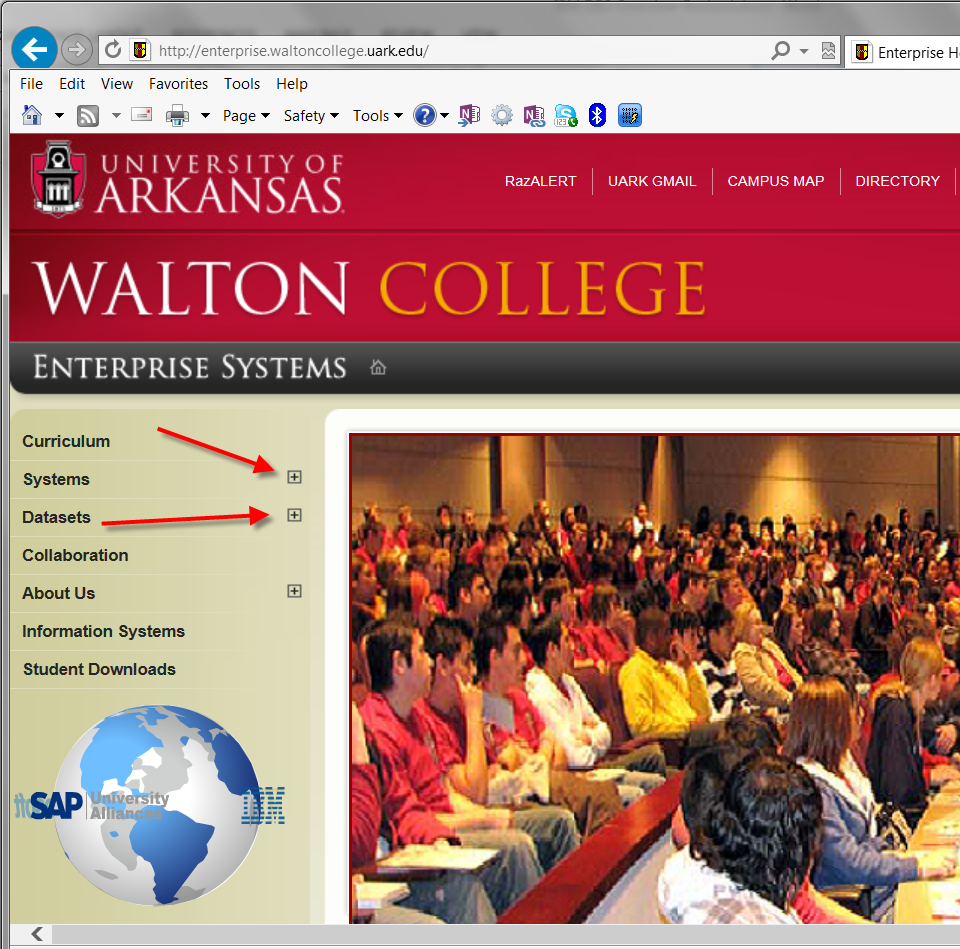 http://enterprise.waltoncollege.uark.edu/
Enterprise H
File Edit View Favorites Tools Help
Page Safety Tools
UNIVERSITY OF
ARKANSAS
RazALERT UARK GMAIL CAMPUS MAP DIRECTORY
WALTON COLLEGE
ENTERPRISE SYSTEMS
Curriculum
Systems
Datasets
Collaboration
About Us
Information Systems
Student Downloads
SAP University
Alliances
IBM